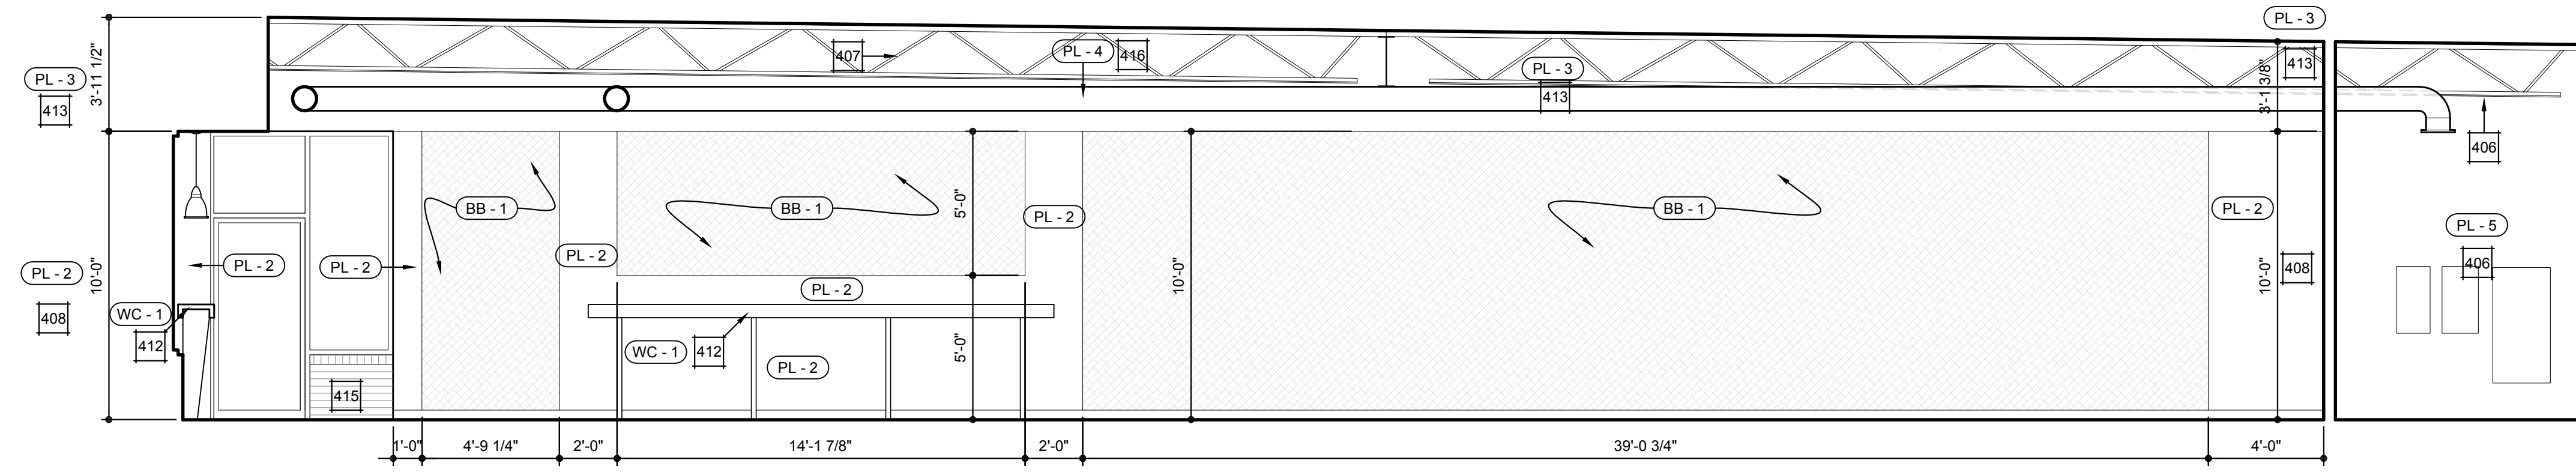 PL - 3
3'-11 1/2"
PL - 3
413
407
PL - 4
416
PL - 3
413
413
3'-1 3/8"
406
BB - 1
BB - 1
5'-0"
PL - 2
BB - 1
PL - 2
PL - 5
PL - 2
10'-0"
PL - 2
PL - 2
PL - 2
10'-0"
10'-0"
408
406
PL - 2
408
WC - 1
412
5'-0"
WC - 1
412
PL - 2
415
1'-0"
4'-9 1/4"
2'-0"
14'-1 7/8"
2'-0"
39'-0 3/4"
4'-0"